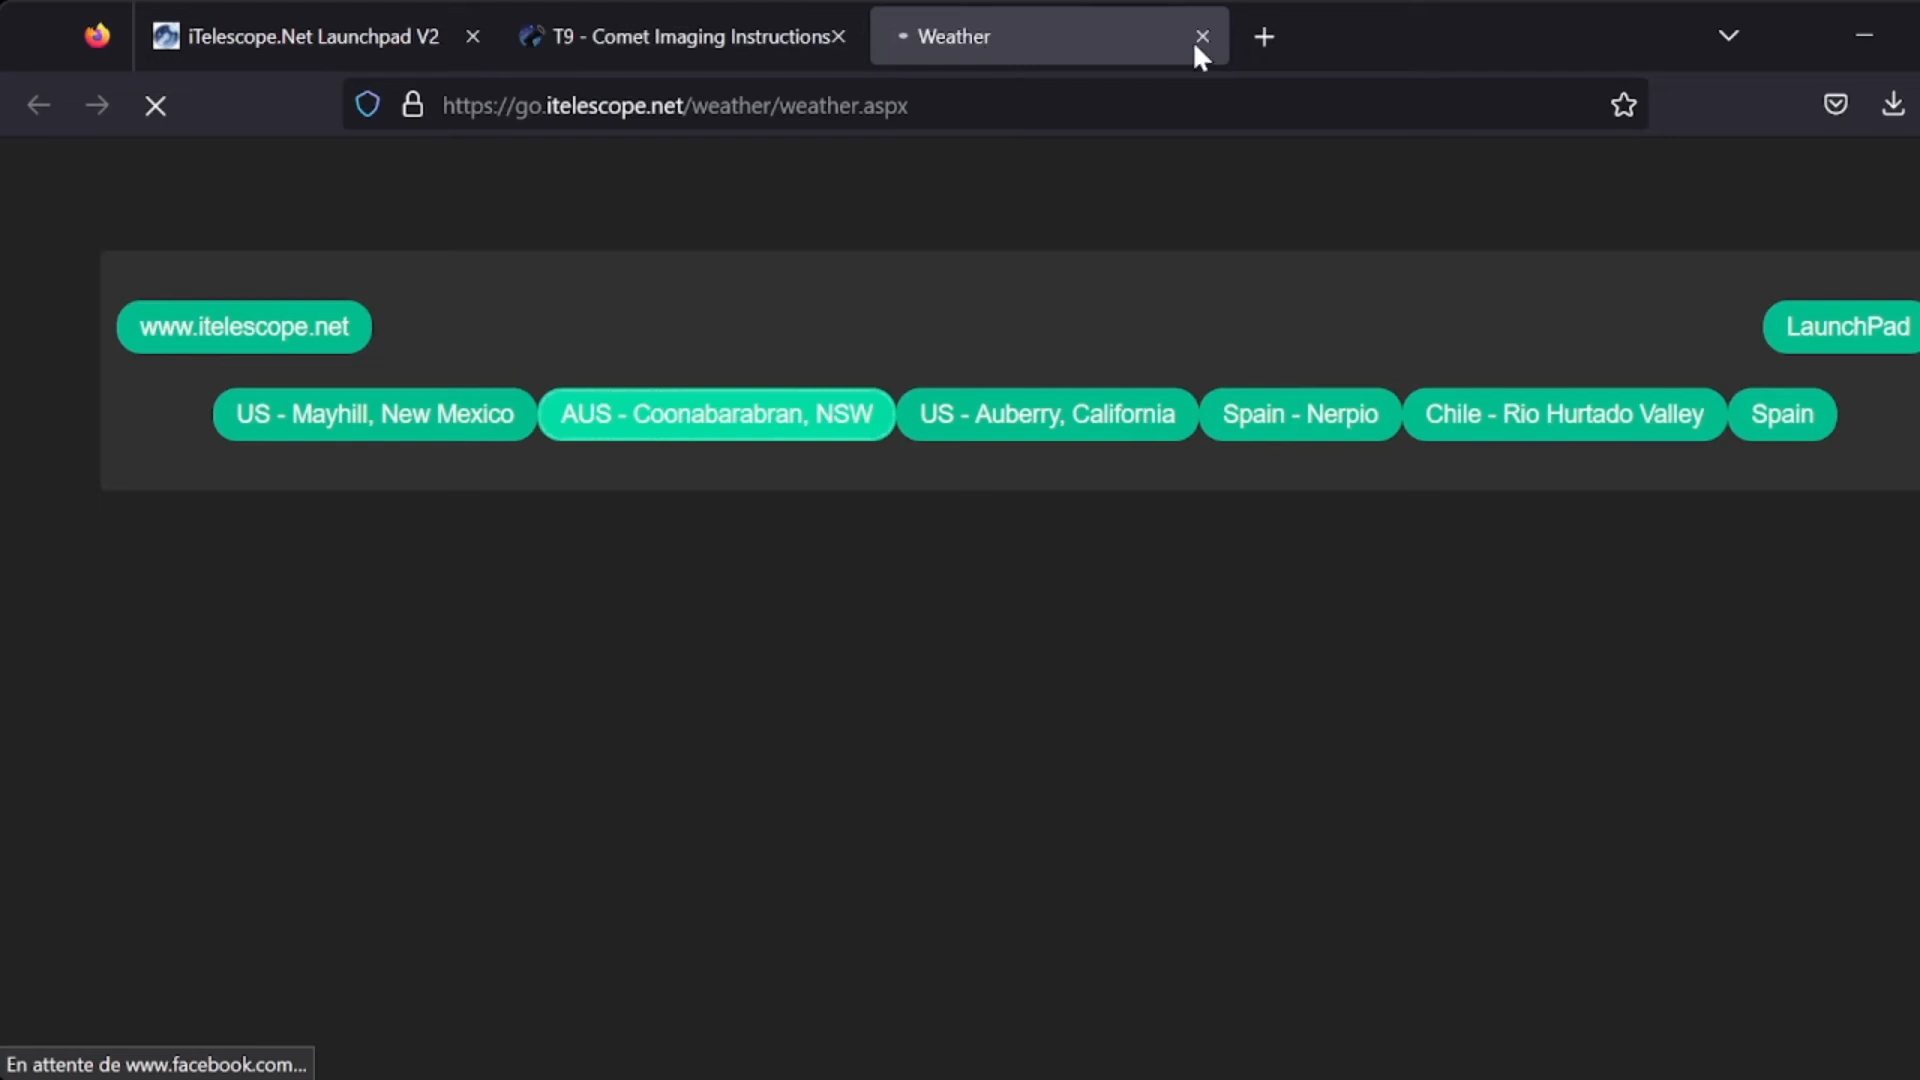 iTelescope.Net Launchpad V2
T9 - Comet Imaging Instructions
Weather
https://go.itelescope.net/weather/weather.aspx
www.itelescope.net
LaunchPad
US - Mayhill, New Mexico
AUS - Coonabarabran, NSW
US - Auberry, California
Spain - Nerpio
Chile - Rio Hurtado Valley
Spain
En attente de www.facebook.com...